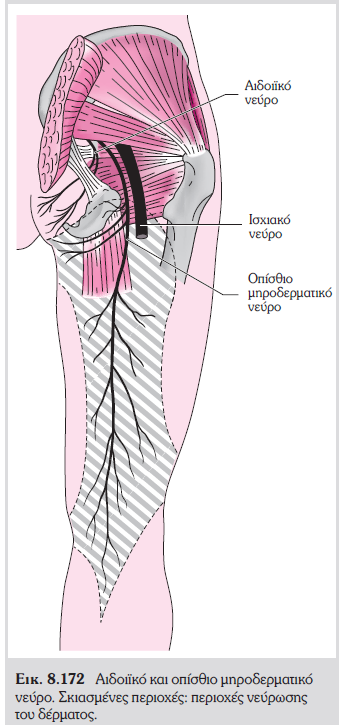 Αιδοιϊκό
νεύρο
Ισχιακό
νεύρο
Οπίσθιο
μηροδερματικό
νεύρο
Εικ. 8.172 Αιδοιϊκό και οπίσθιο μηροδερματικό
νεύρο. Σκιασμένες περιοχές: περιοχές νεύρωσης
του δέρματος.